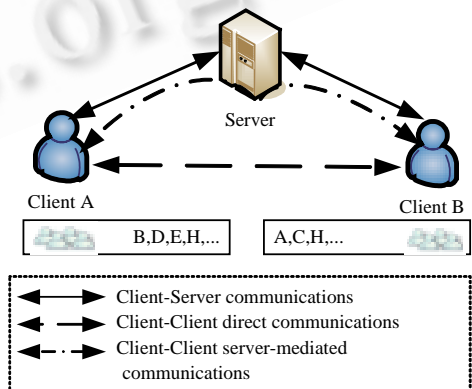 Server
Client A
Client B
B,D,E,H,...
A,C,H,...
Client-Server communications
Client-Client direct communications
Client-Client server-mediated
communications